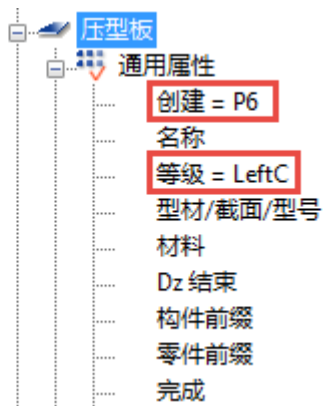 压型板
通用属性
创建 = P6
名称
等级 = LeftC
型材/截面/型号
材料
Dz 结束
构件前缀
零件前缀
完成